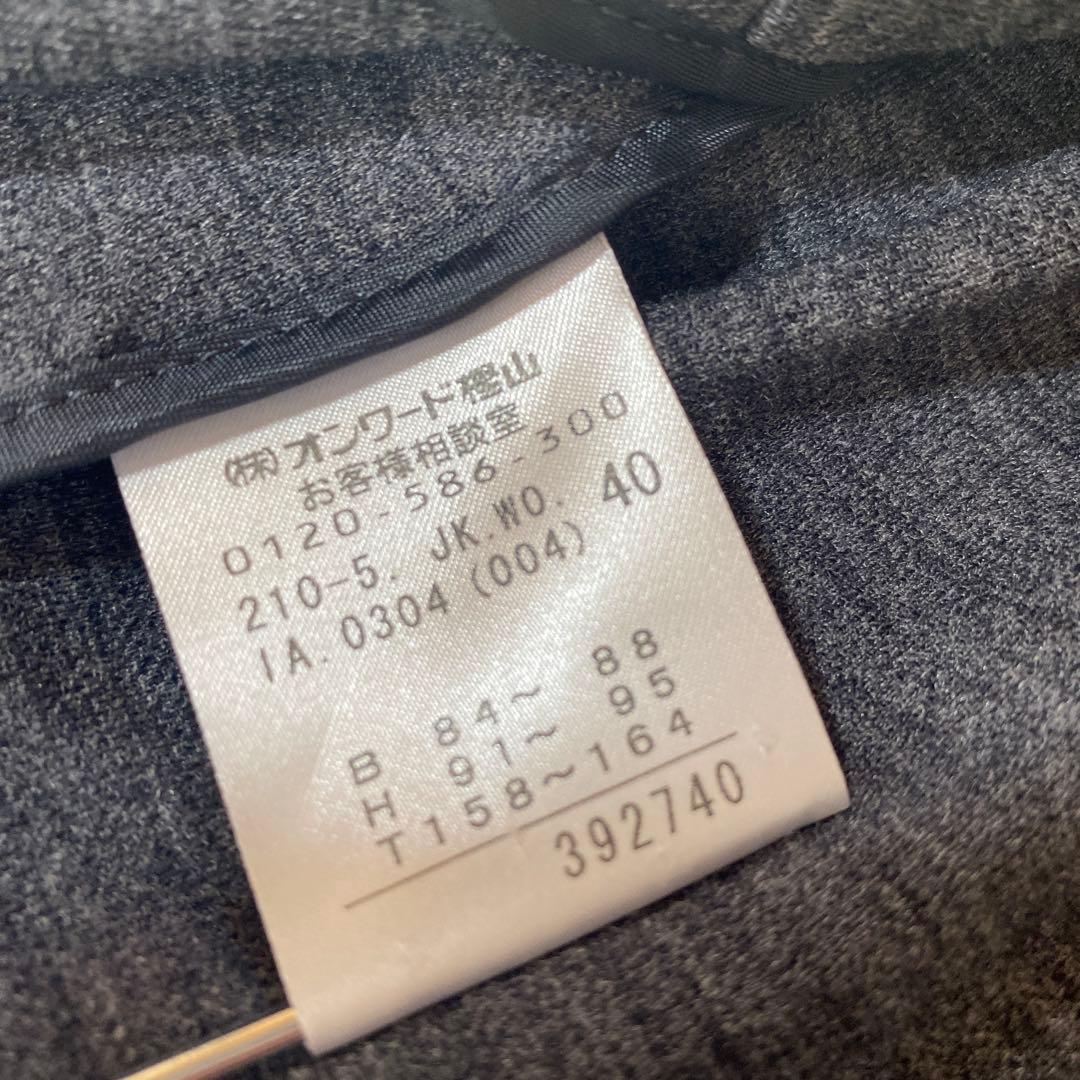 (株)オンワード樫山
お客様相談室
0120-586-300
210-5. JK.WO. 40
IA.0304(004)
B 84～ 88
H 91～ 95
T158～164
392740